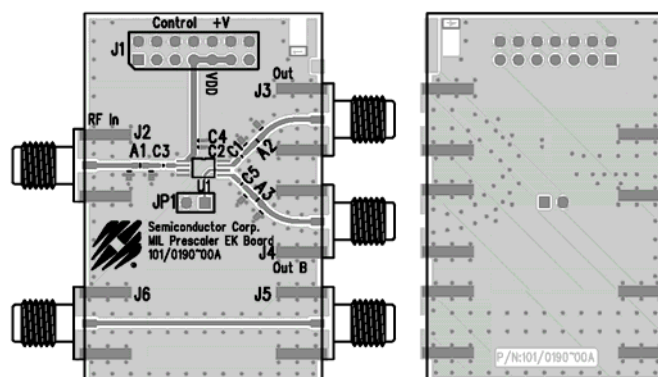 Control +V
J1
VDD
Out
J3
RF In
J2
A1 C3
C4
C2
C1
A2
U1
C5
A3
JP1
Semiconductor Corp.
MIL Prescaler EK Board
101/0190~00A
J4
Out B
J6
J5
P/N:101/0190~00A